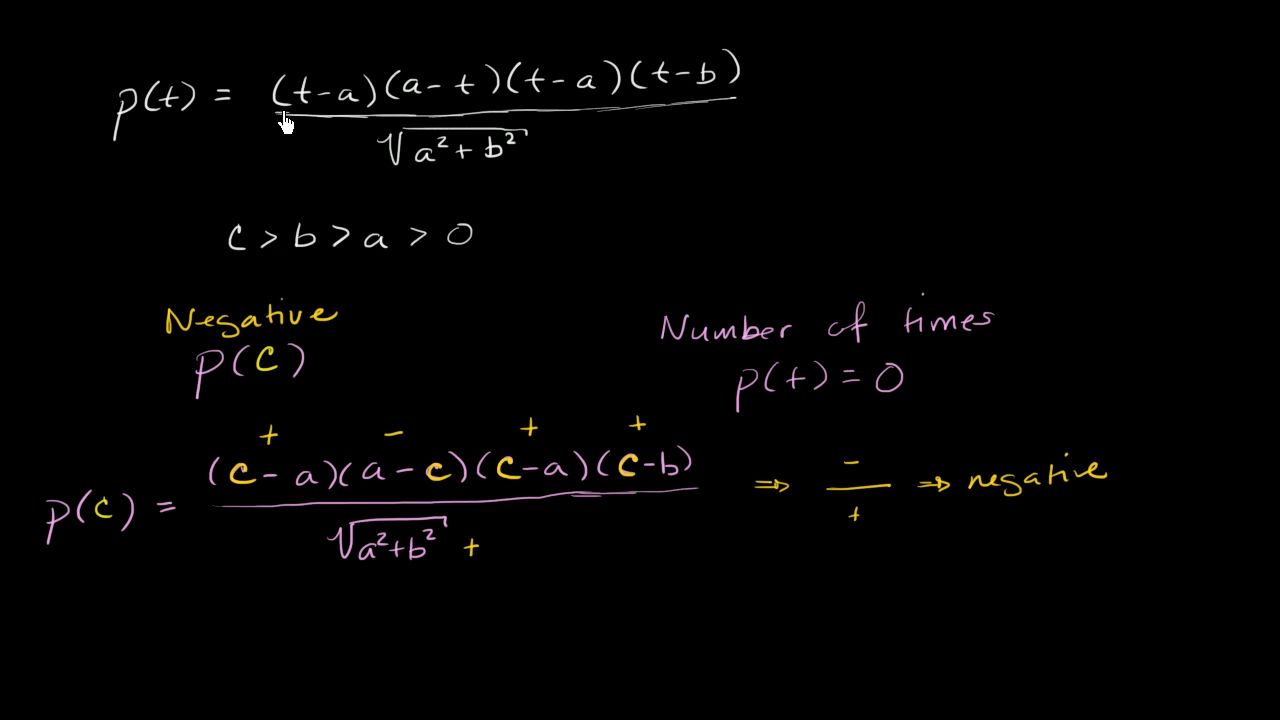 p(t) = (t-a)(a-t)(t-a)(t-b)
√a²+b²
c > b > a > 0
Negative
p(c)
Number of times
p(t) = 0
+ - + +
p(c) = (c-a)(a-c)(c-a)(c-b) ⇒ - ⇒ negative
√a²+b² + +